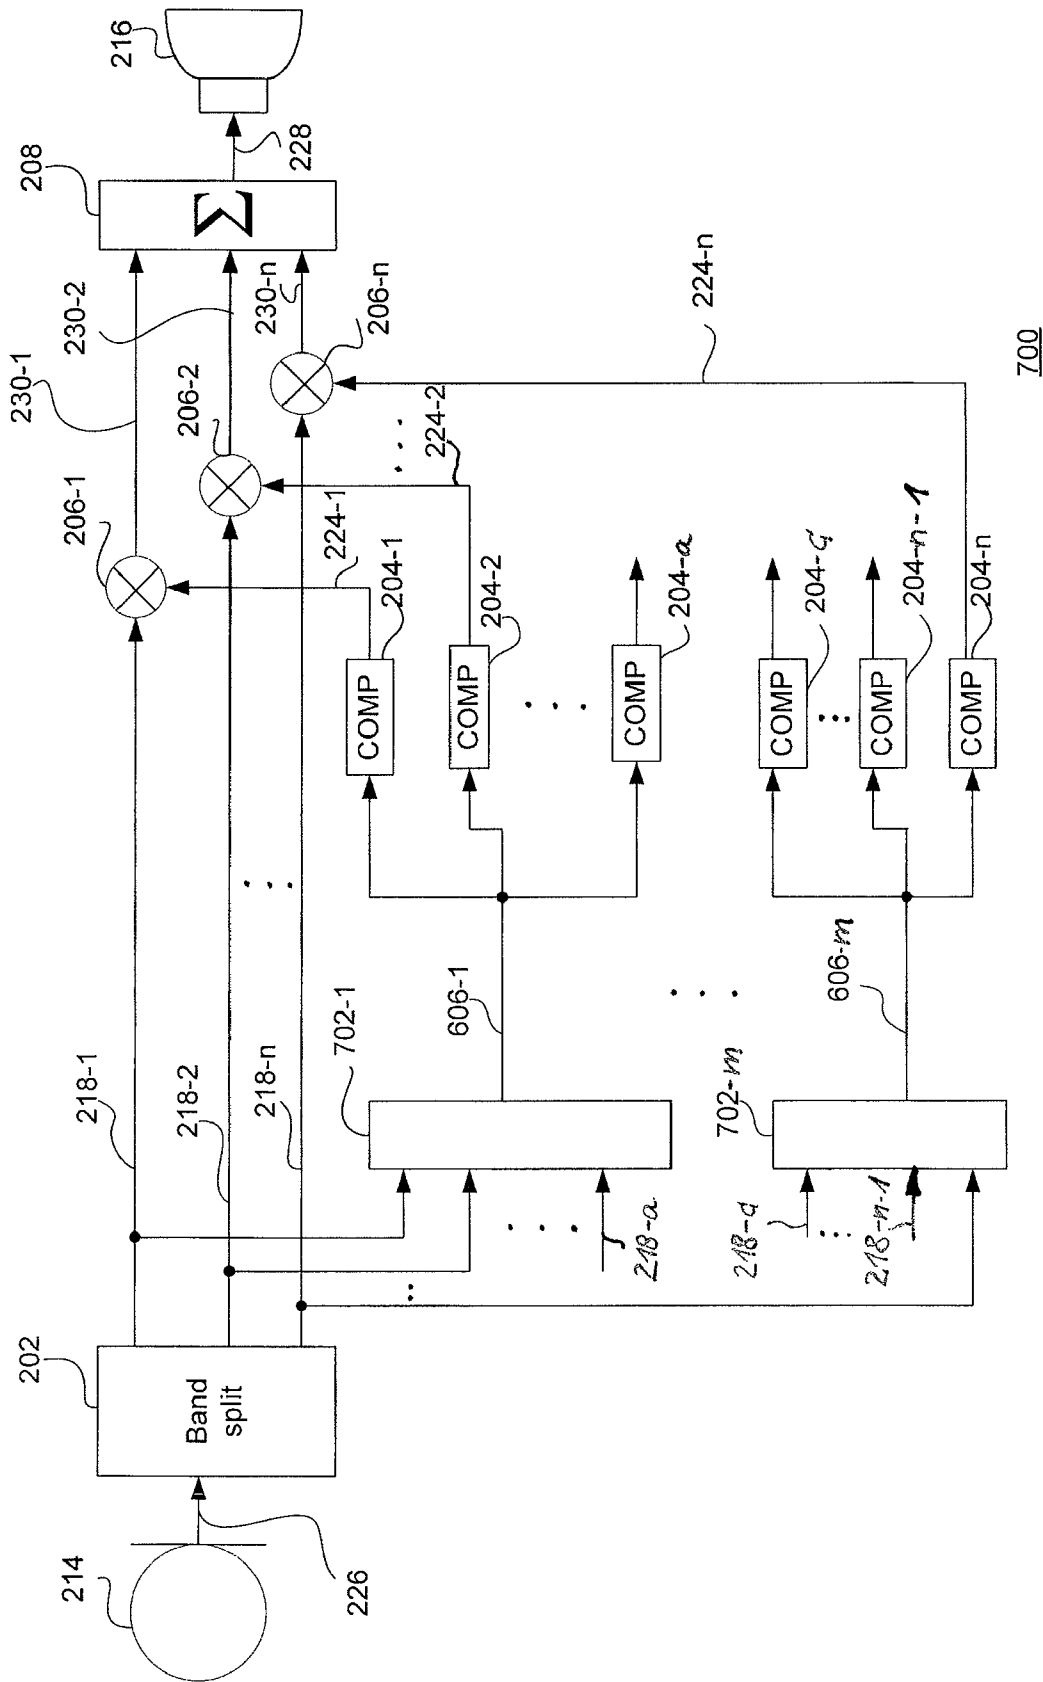 216
208
228
230-1
230-2
230-n
Σ
206-1
206-2
206-n
224-1
224-2
224-n
204-1
204-2
204-a
204-n-1
204-n
COMP
COMP
COMP
COMP
COMP
COMP
218-1
218-2
218-n
702-1
606-1
702-m
606-m
218-a
218-d
218-n-1
202
Band
split
214
226
700